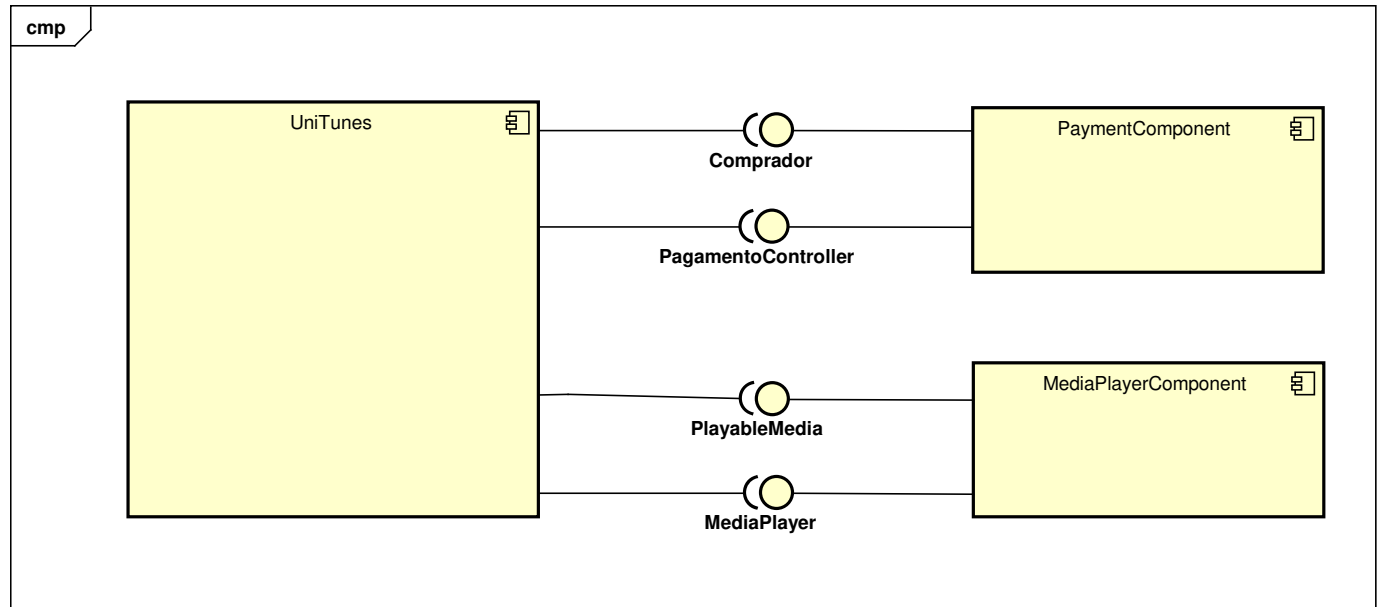 cmp
UniTunes
PaymentComponent
Comprador
PagamentoController
MediaPlayerComponent
PlayableMedia
MediaPlayer